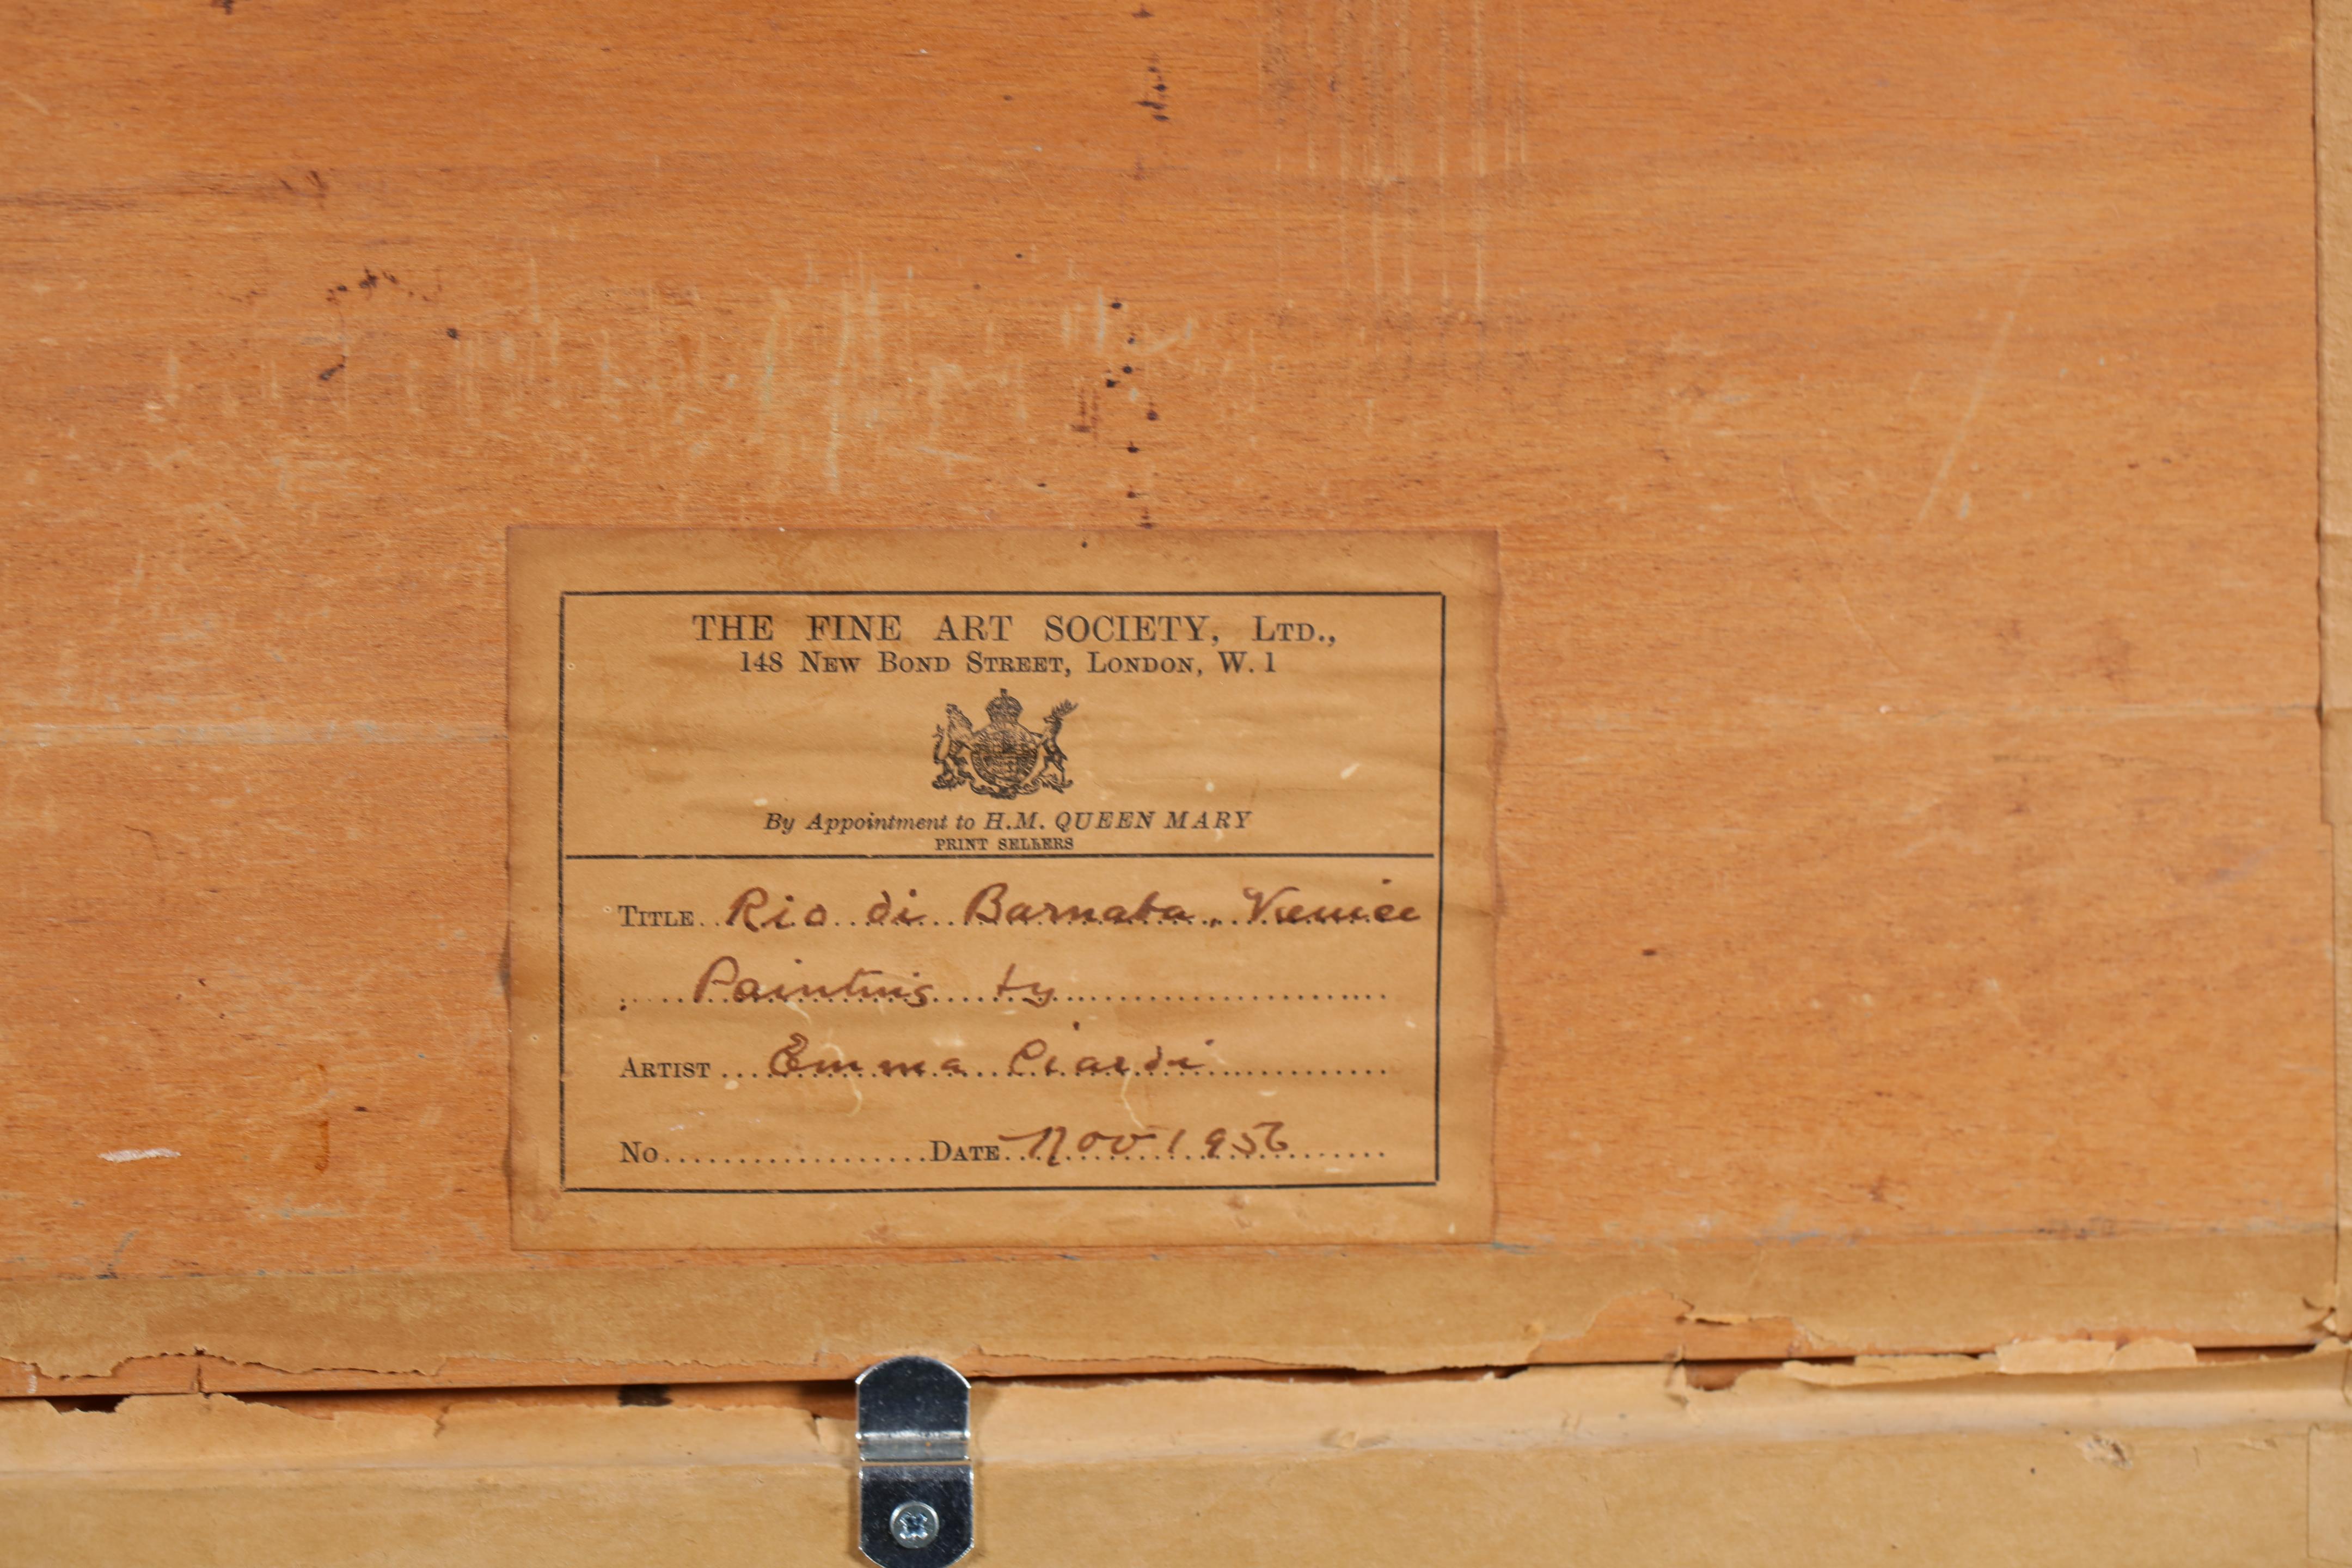 THE FINE ART SOCIETY, LTD.,
148 NEW BOND STREET, LONDON, W. 1
By Appointment to H.M. QUEEN MARY
PRINT SELLERS
TITLE Rio di Barnaba, Venice
Painting by
ARTIST Emma Ciardi
NO. DATE Nov 1956